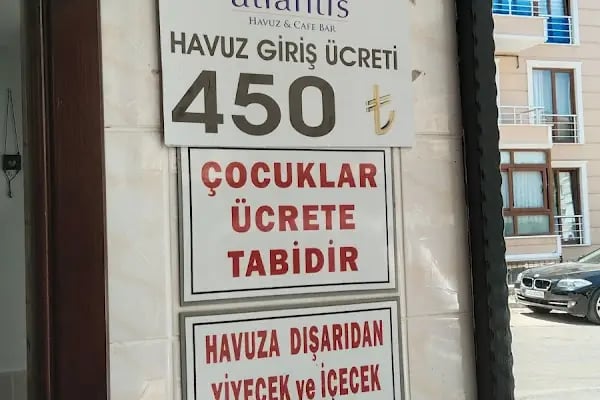 atlantis
HAVUZ & CAFE BAR
HAVUZ GİRİŞ ÜCRETİ
450 ₺
ÇOCUKLAR
ÜCRETE
TABİDİR
HAVUZA DIŞARIDAN
YİYECEK ve İÇECEK